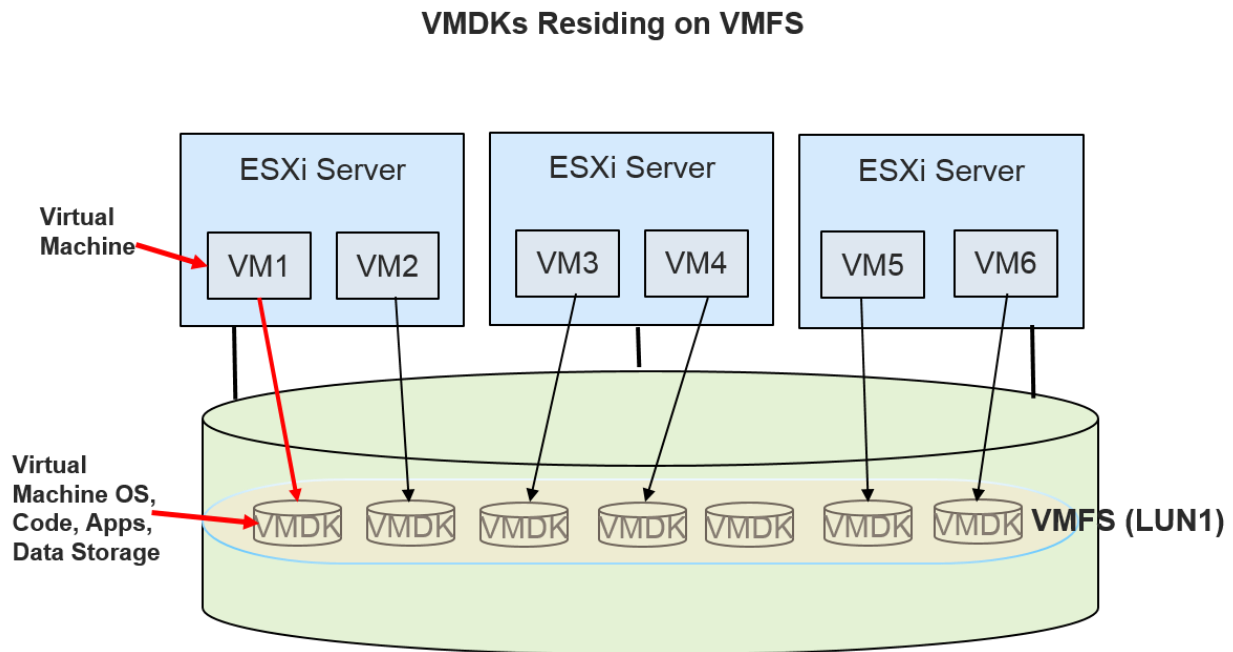 VMDKs Residing on VMFS
ESXi Server
ESXi Server
ESXi Server
Virtual
Machine
VM1
VM2
VM3
VM4
VM5
VM6
Virtual
Machine OS,
Code, Apps,
Data Storage
VMDK
VMDK
VMDK
VMDK
VMDK
VMDK
VMDK
VMFS (LUN1)